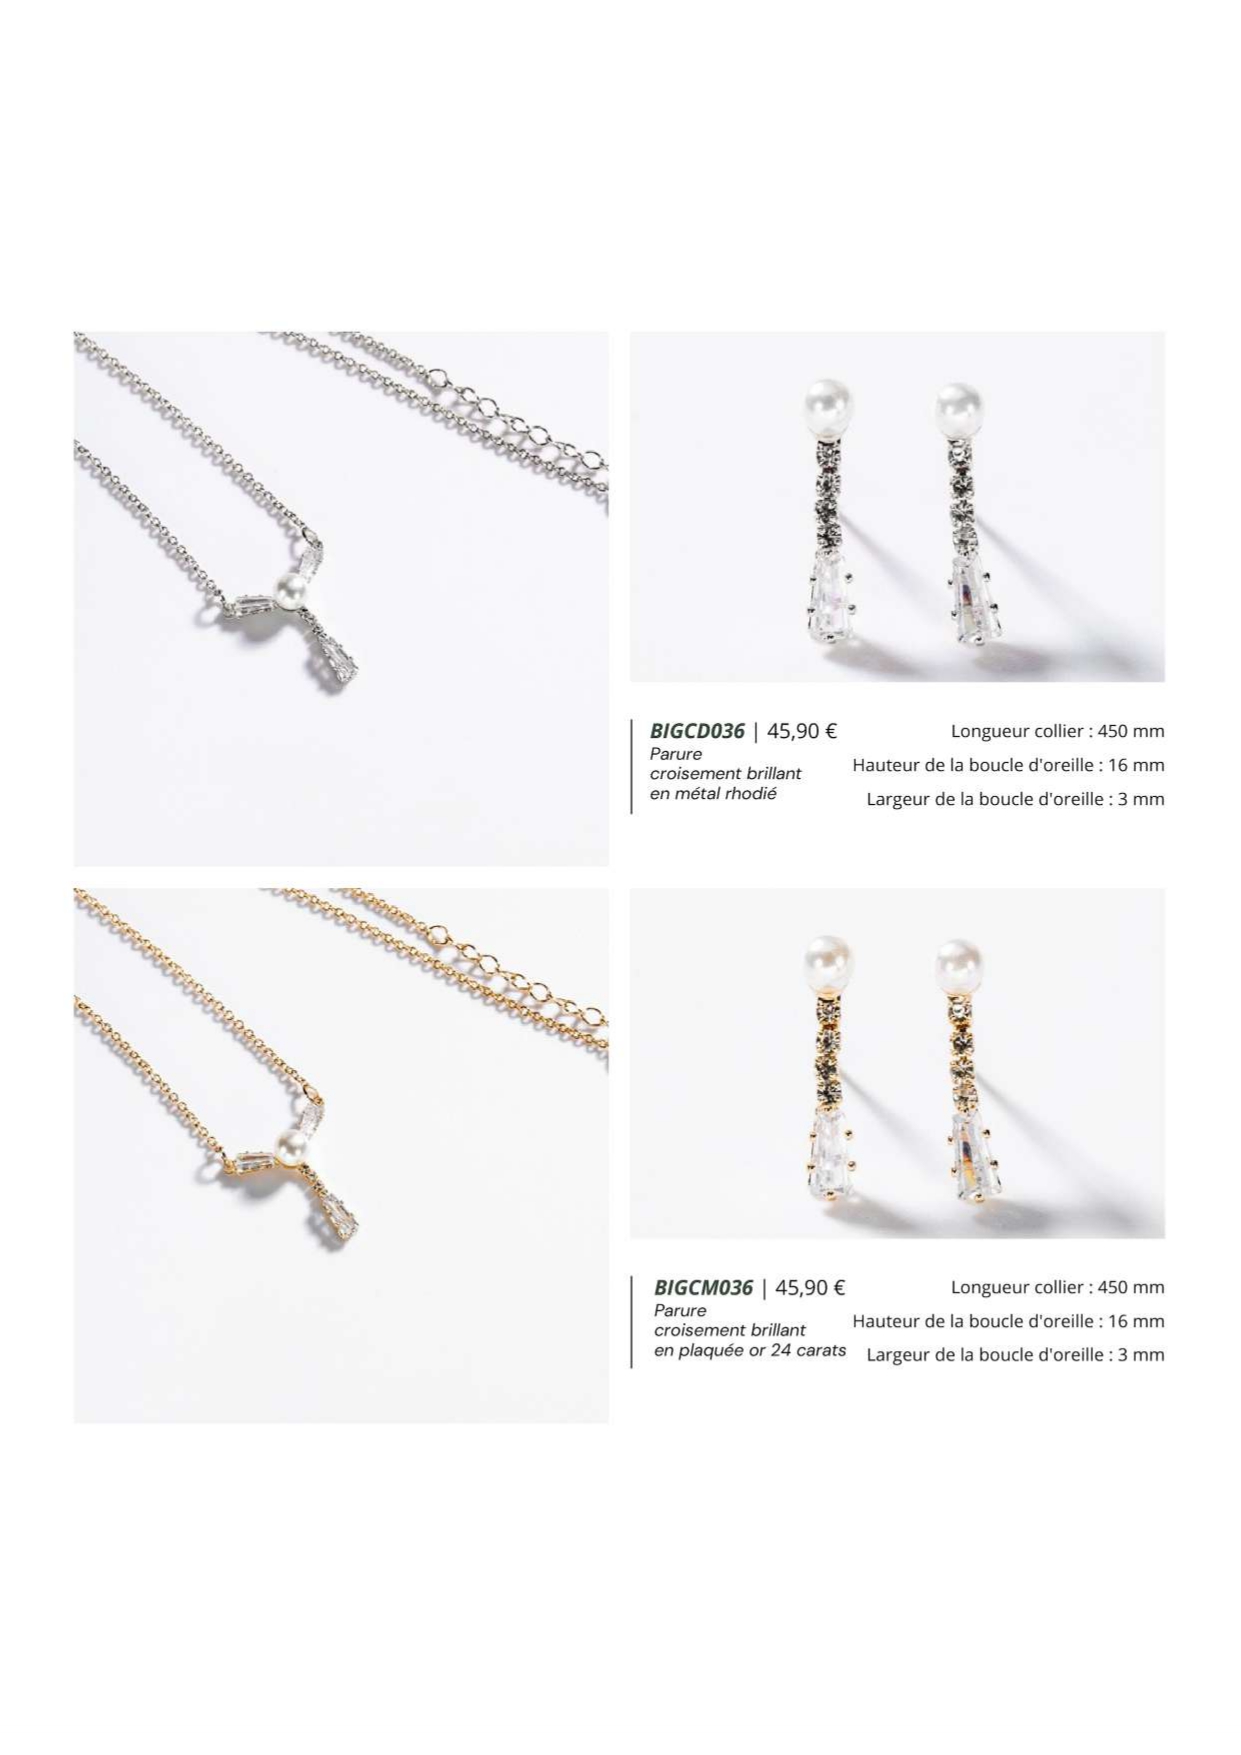 BIGCD036 | 45,90 €
Parure
croisement brillant
en métal rhodié
Longueur collier : 450 mm
Hauteur de la boucle d'oreille : 16 mm
Largeur de la boucle d'oreille : 3 mm
BIGCM036 | 45,90 €
Parure
croisement brillant
en plaquée or 24 carats
Longueur collier : 450 mm
Hauteur de la boucle d'oreille : 16 mm
Largeur de la boucle d'oreille : 3 mm